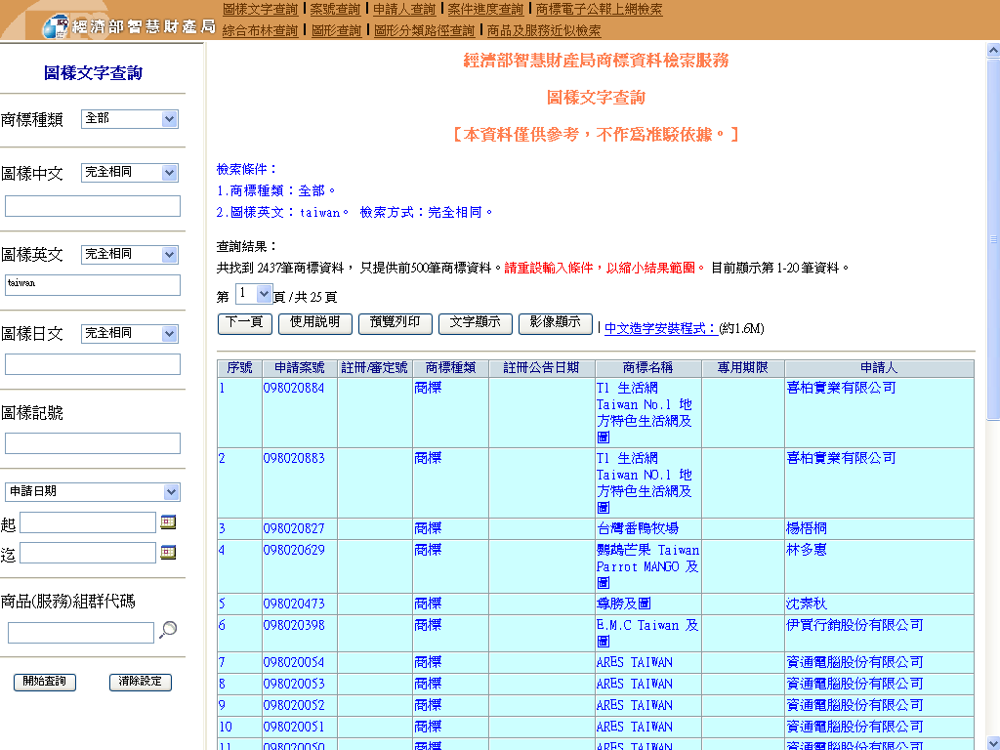 圖樣文字查詢 | 案號查詢 | 申請人查詢 | 案件進度查詢 | 商標電子公報上網檢索
經濟部智慧財產局
綜合布林查詢 | 圖形查詢 | 圖形分類路徑查詢 | 商品及服務近似檢索
圖樣文字查詢
商標種類 全部
圖樣中文 完全相同
圖樣英文 完全相同
taiwan
圖樣日文 完全相同
圖樣記號
申請日期
起
迄
商品(服務)組群代碼
開始查詢 清除設定
經濟部智慧財產局商標資料檢索服務
圖樣文字查詢
【本資料僅供參考，不作為准駁依據。】
檢索條件：
1.商標種類：全部。
2.圖樣英文：taiwan。 檢索方式：完全相同。
查詢結果：
共找到 2437筆商標資料， 只提供前500筆商標資料。請重設輸入條件，以縮小結果範圍。 目前顯示第 1-20 筆資料。
第 1 頁 / 共 25 頁
下一頁 使用說明 預覽列印 文字顯示 影像顯示 | 中文造字安裝程式：(約1.6M)
序號 申請案號 註冊/審定號 商標種類 註冊公告日期 商標名稱 專用期限 申請人
1 098020884 商標 T1 生活網 喜柏實業有限公司
Taiwan No.1 地
方特色生活網及
圖
2 098020883 商標 T1 生活網 喜柏實業有限公司
Taiwan NO.1 地
方特色生活網及
圖
3 098020827 商標 台灣番鴨牧場 楊梧桐
4 098020629 商標 鸚鵡芒果 Taiwan 林多惠
Parrot MANGO 及
圖
5 098020473 商標 尊勝及圖 沈素秋
6 098020398 商標 E.M.C Taiwan 及 伊買行銷股份有限公司
圖
7 098020054 商標 ARES TAIWAN 資通電腦股份有限公司
8 098020053 商標 ARES TAIWAN 資通電腦股份有限公司
9 098020052 商標 ARES TAIWAN 資通電腦股份有限公司
10 098020051 商標 ARES TAIWAN 資通電腦股份有限公司
11 098020050 商標 ARES TAIWAN 資通電腦股份有限公司